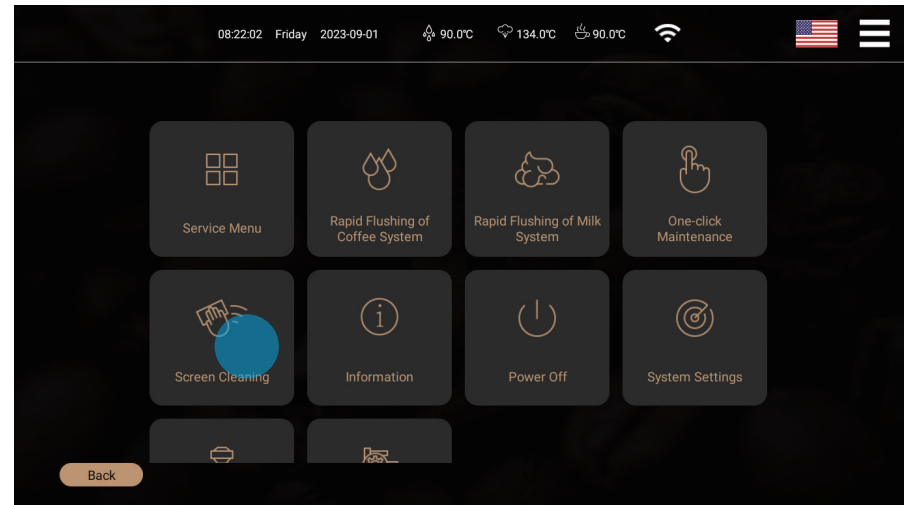 08:22:02 Friday 2023-09-01 90.0℃ 134.0℃ 90.0℃
Service Menu
Rapid Flushing of
Coffee System
Rapid Flushing of Milk
System
One-click
Maintenance
Screen Cleaning
Information
Power Off
System Settings
Back